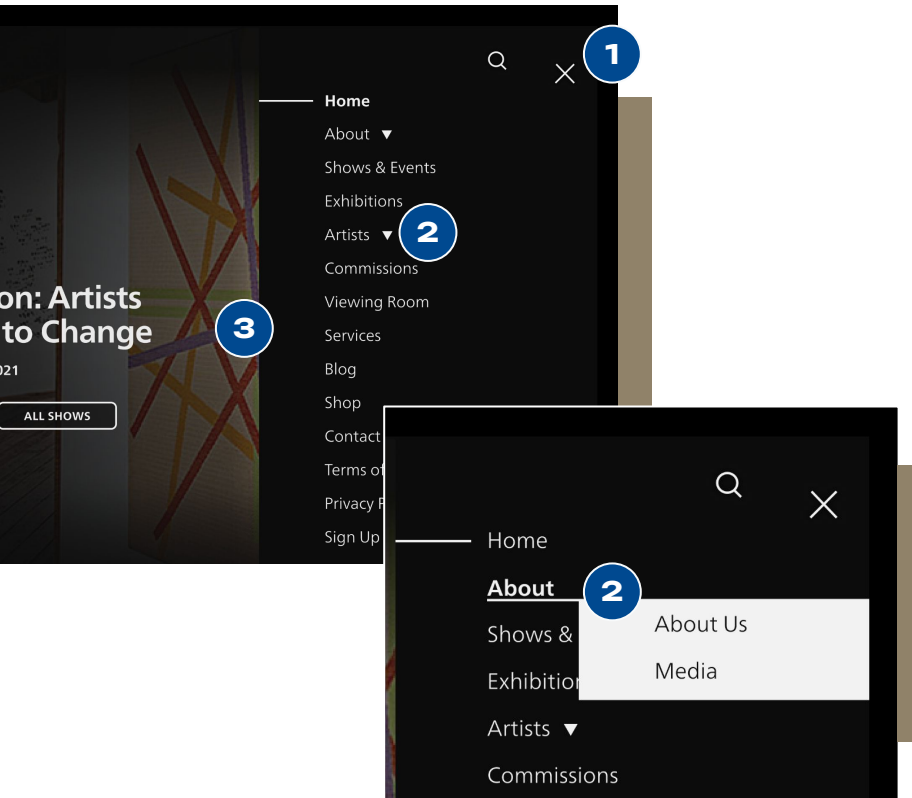 1
Home
About ▼
Shows & Events
Exhibitions
Artists ▼
2
Commissions
Viewing Room
Services
Blog
Shop
Contact
Terms of
Privacy
Sign Up
on: Artists
to Change
021
ALL SHOWS
3
Home
About
2
About Us
Media
Shows &
Artists ▼
Commissions